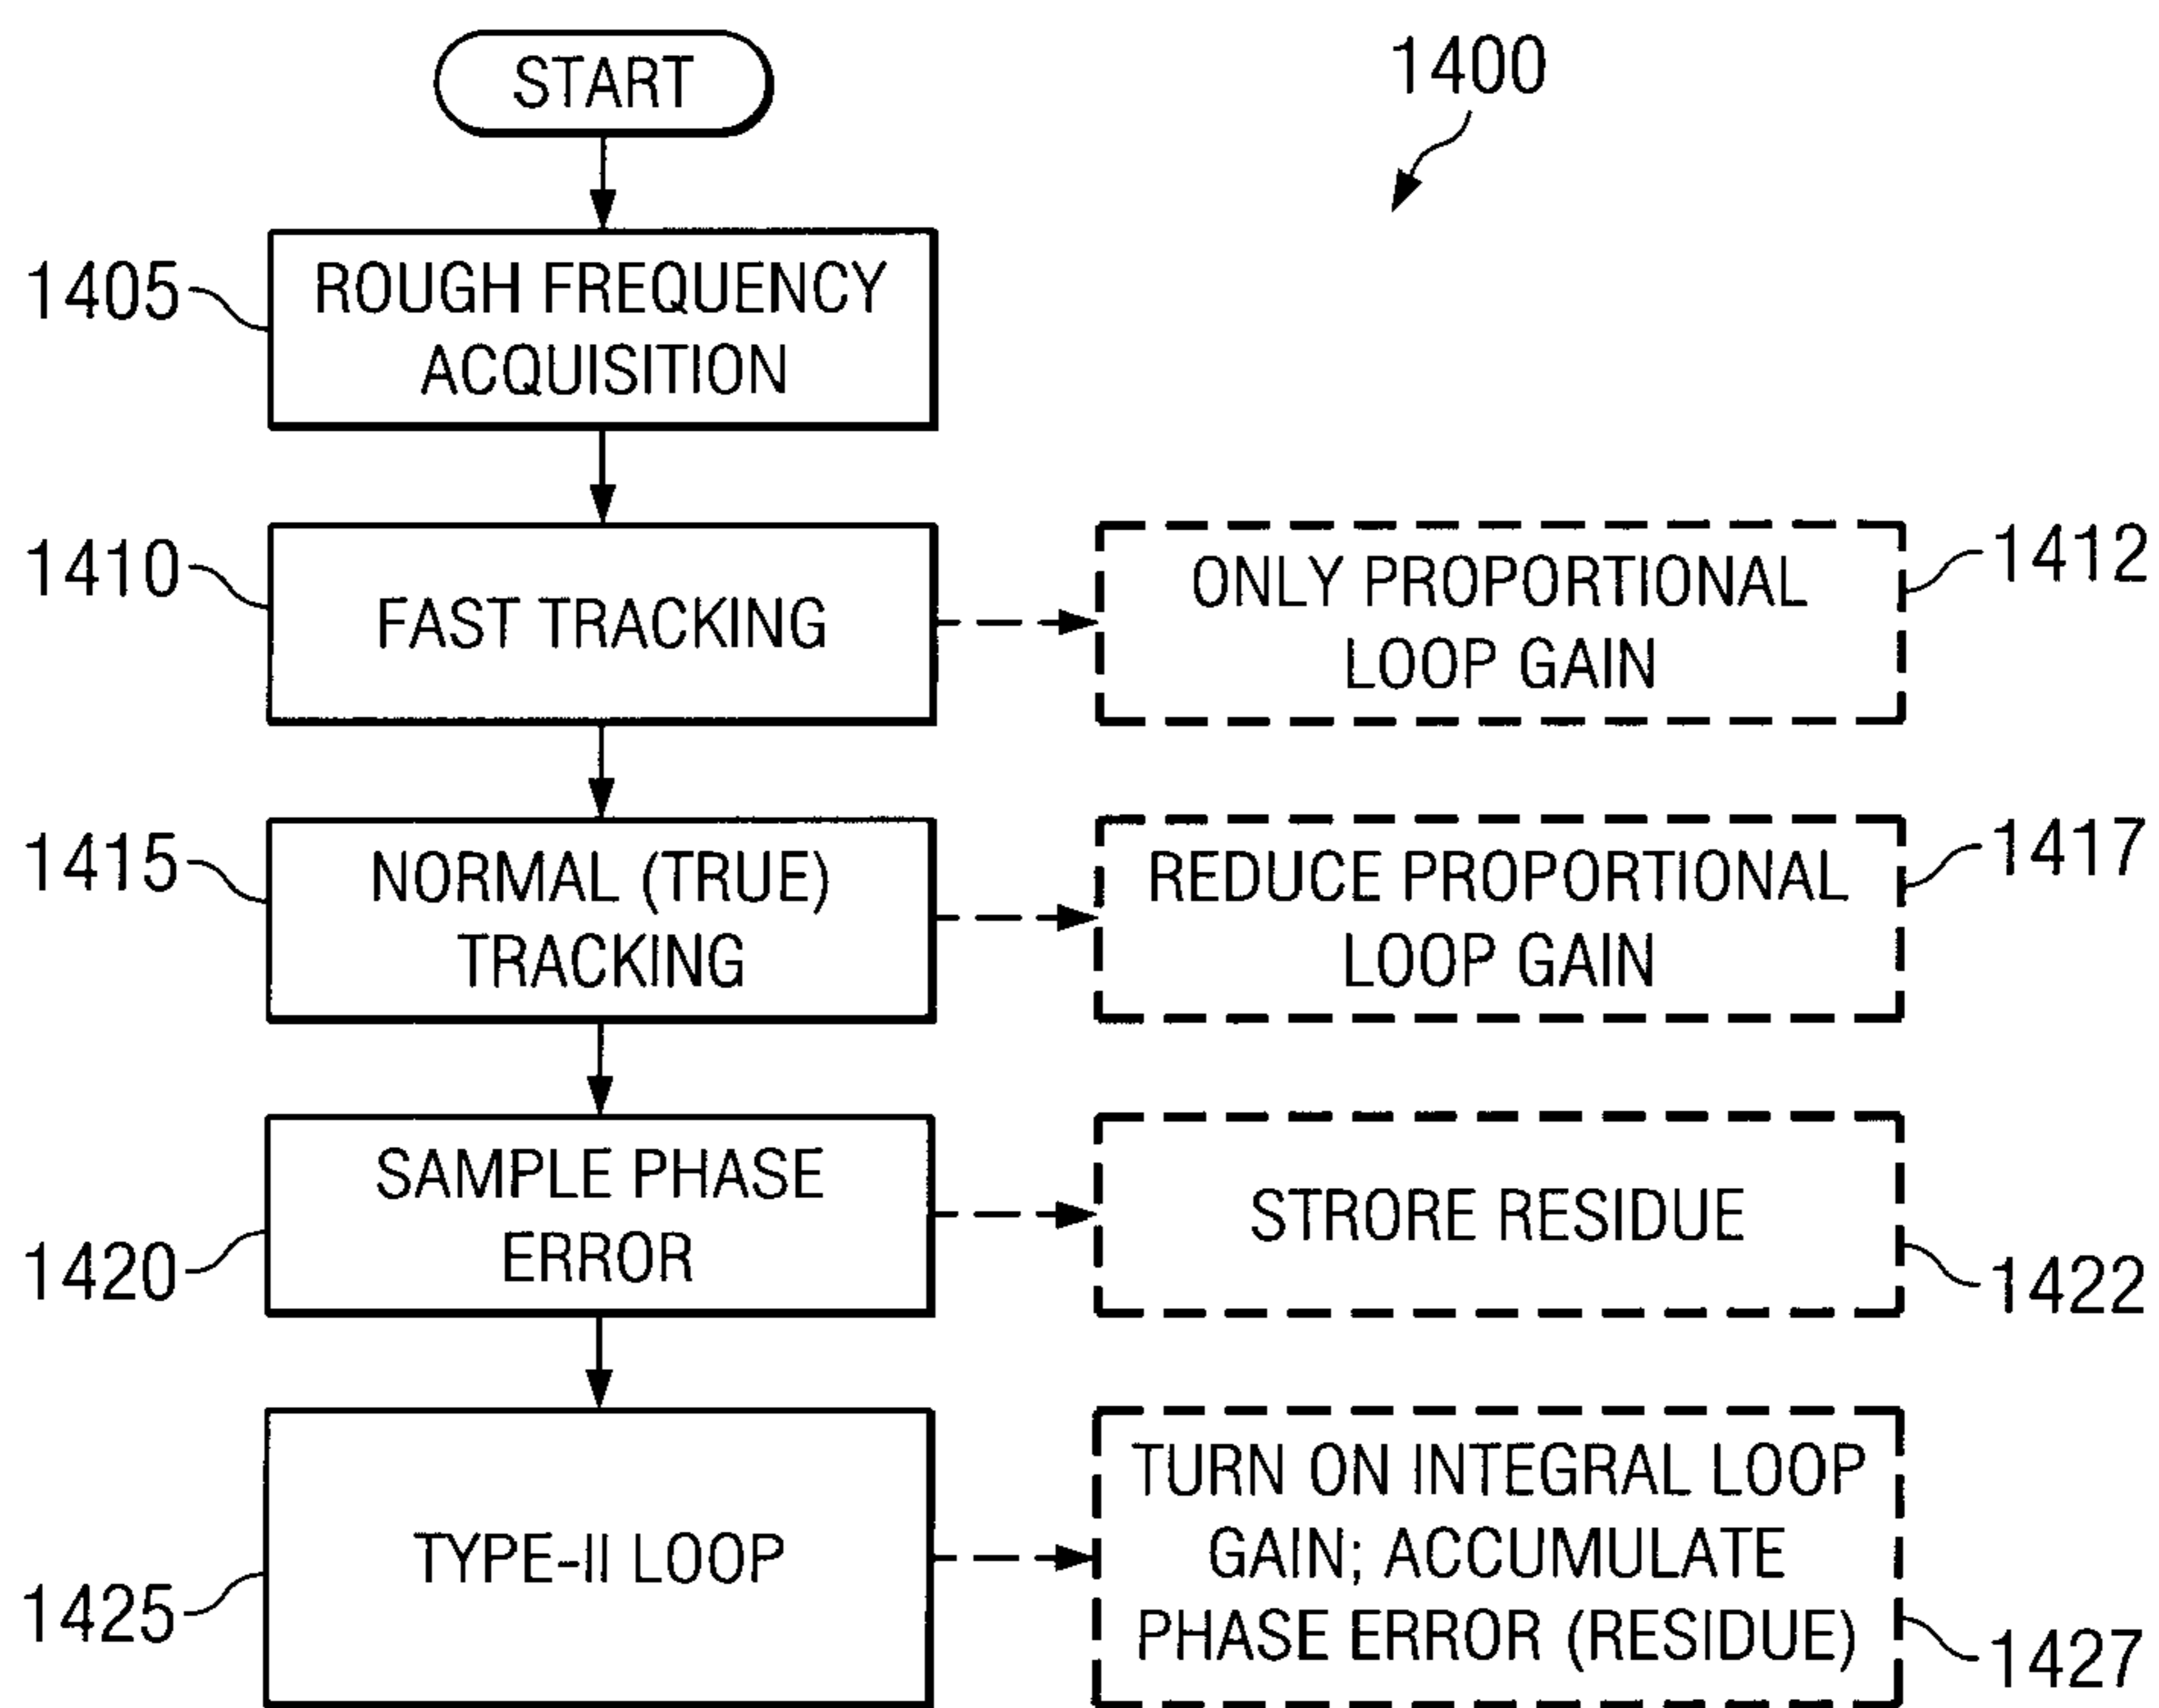 START
1400
1405
ROUGH FREQUENCY
ACQUISITION
1410
FAST TRACKING
ONLY PROPORTIONAL
LOOP GAIN
1412
1415
NORMAL (TRUE)
TRACKING
REDUCE PROPORTIONAL
LOOP GAIN
1417
1420
SAMPLE PHASE
ERROR
STRORE RESIDUE
1422
1425
TYPE-II LOOP
TURN ON INTEGRAL LOOP
GAIN; ACCUMULATE
PHASE ERROR (RESIDUE)
1427